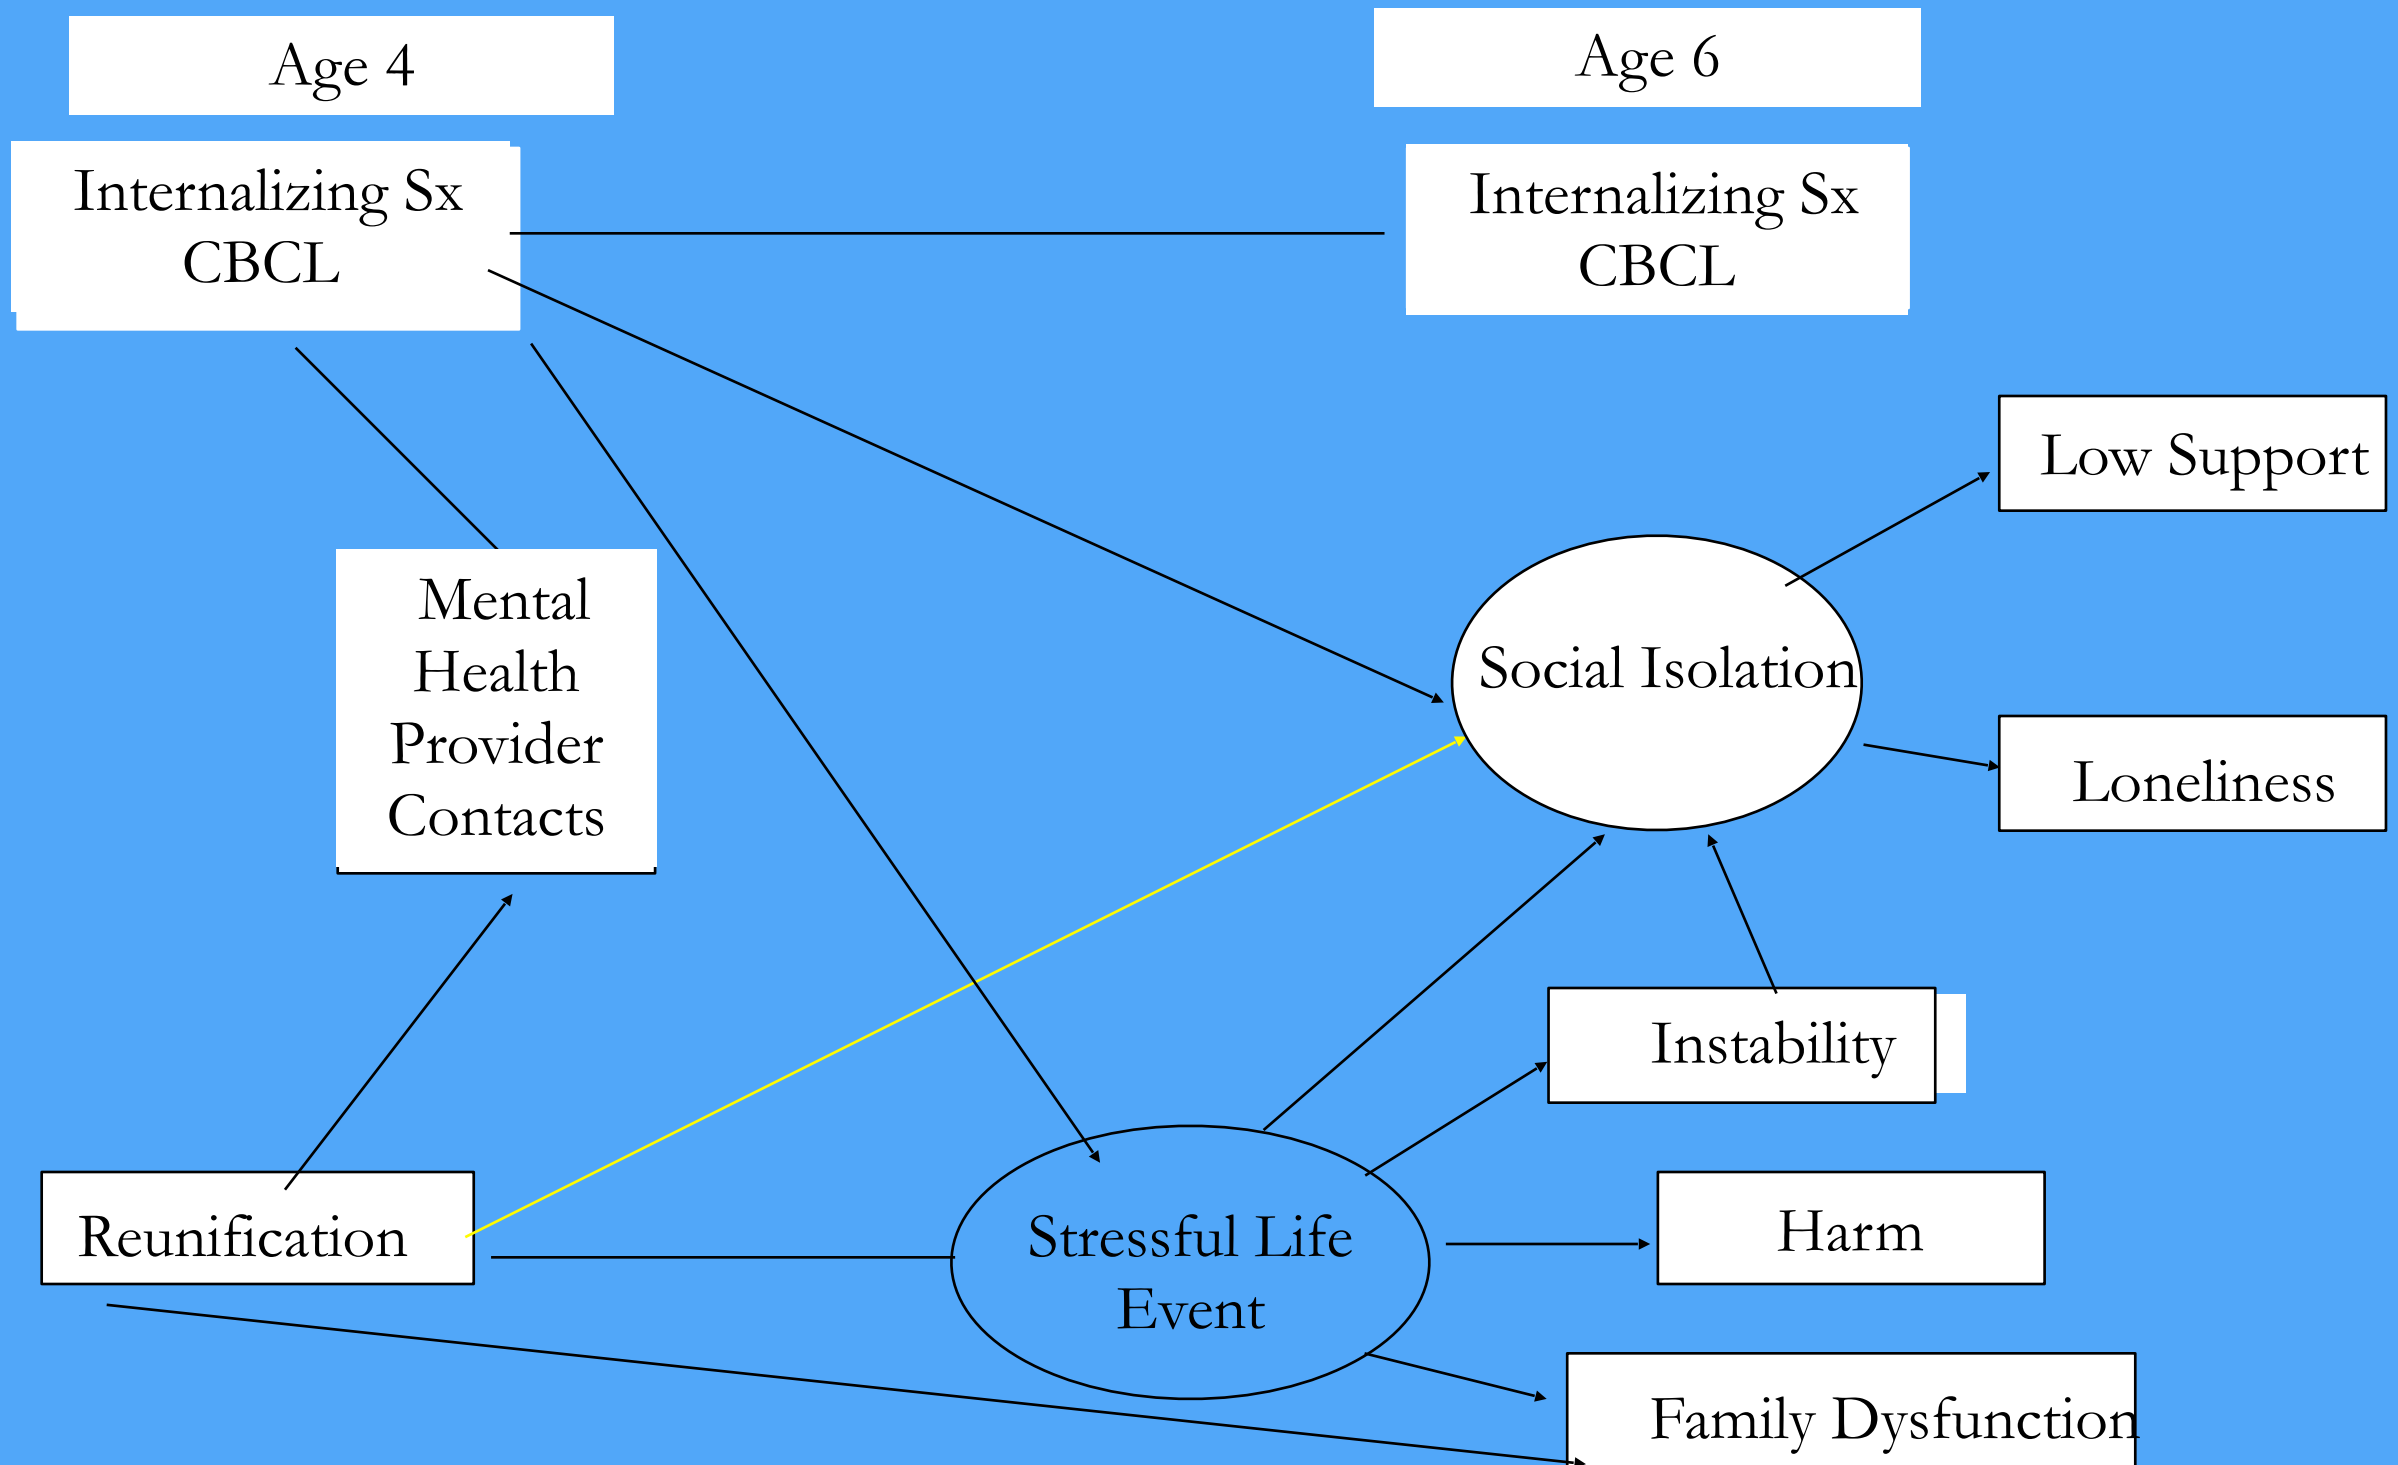 Age 4
Age 6
Internalizing Sx
CBCL
Internalizing Sx
CBCL
Low Support
Mental
Health
Provider
Contacts
Social Isolation
Loneliness
Instability
Reunification
Stressful Life
Event
Harm
Family Dysfunction